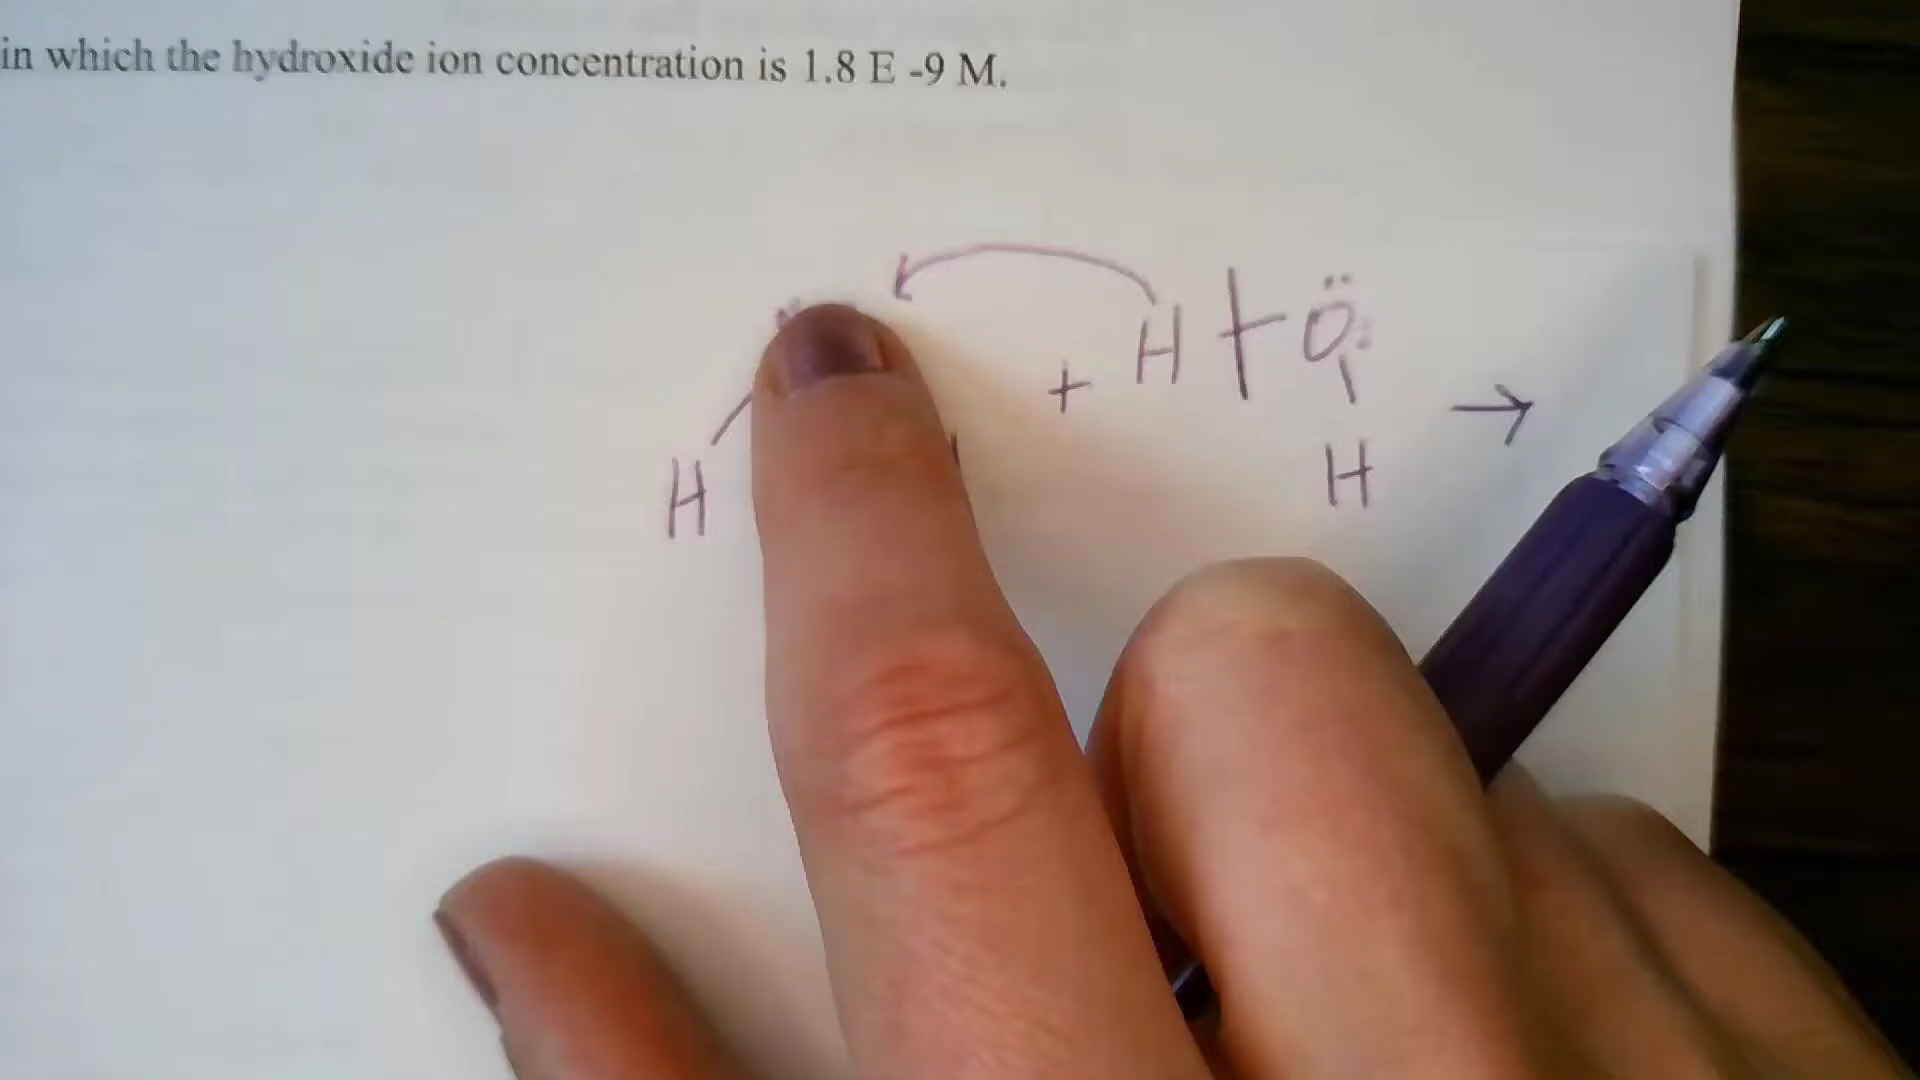 in which the hydroxide ion concentration is 1.8 E -9 M.
+ H + O →
H H